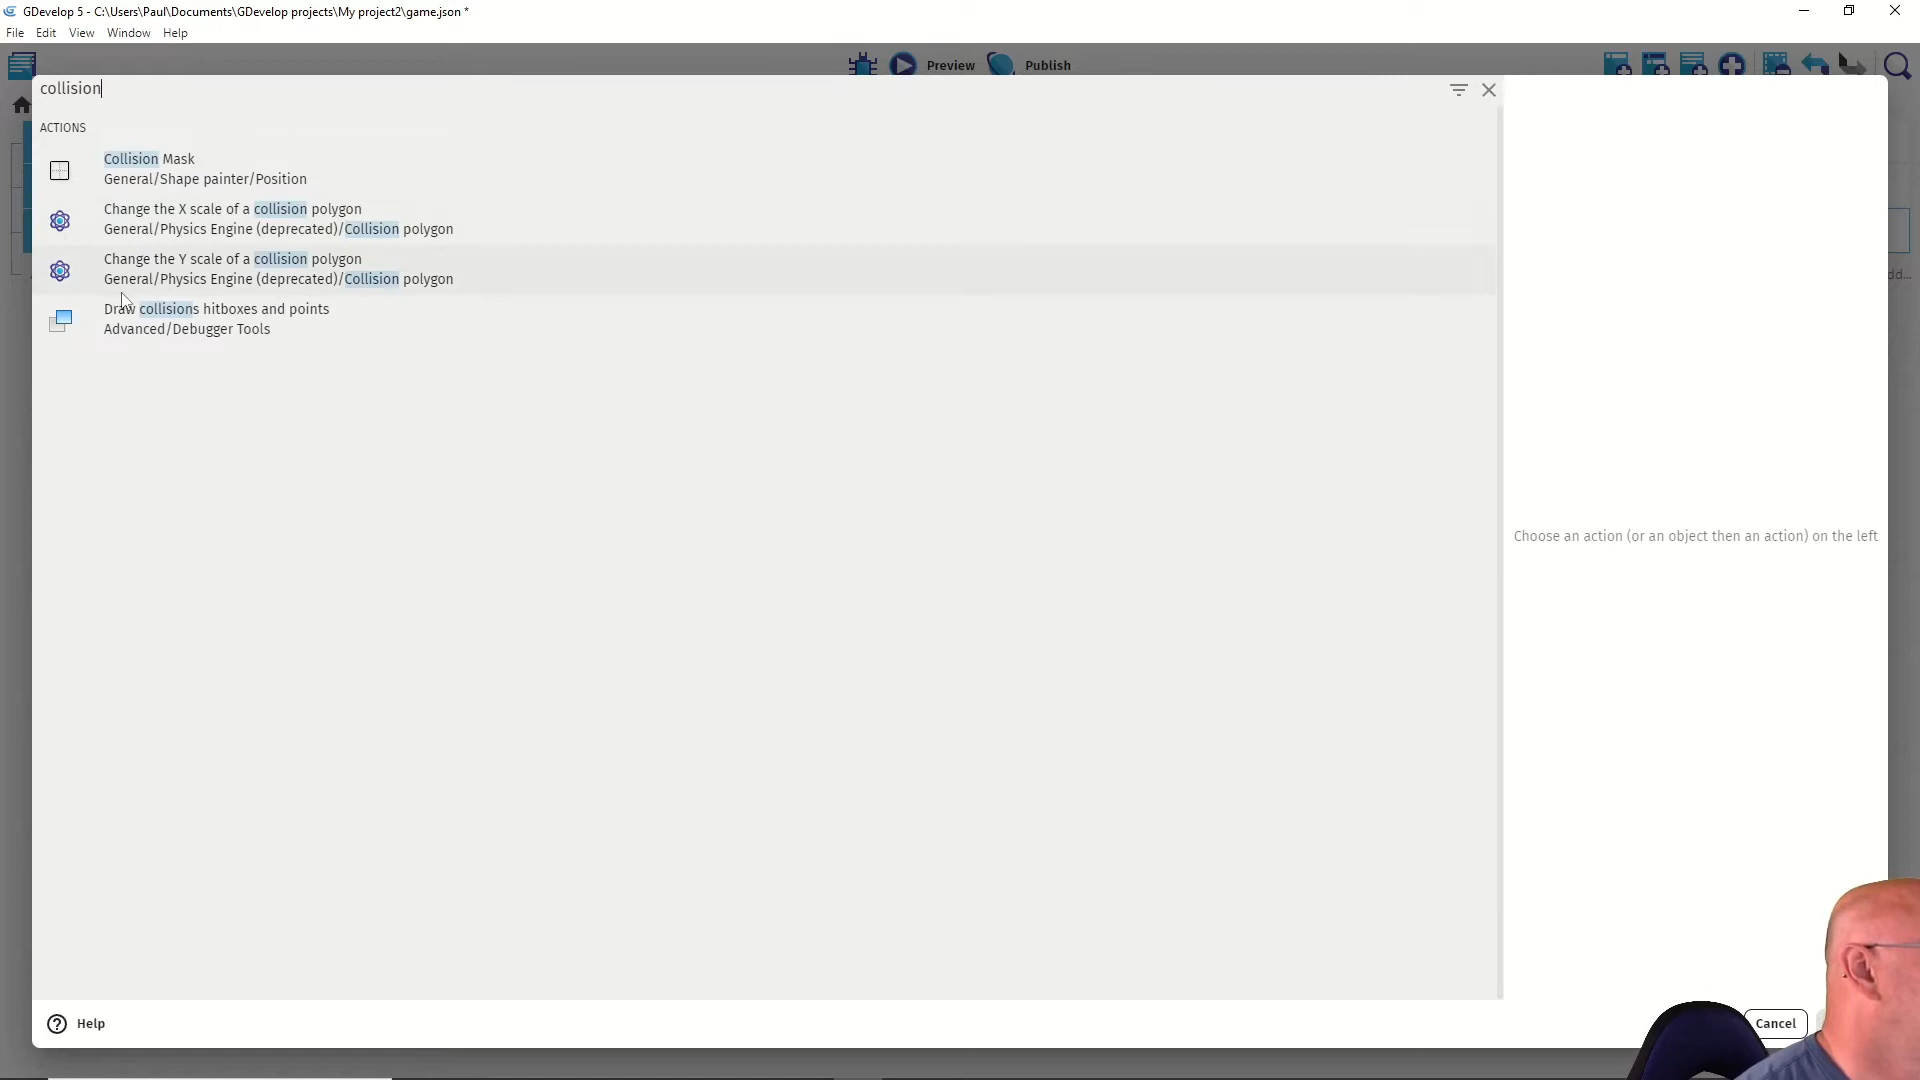 GDevelop 5 - C:\Users\Paul\Documents\GDevelop projects\My project2\game.json *
File Edit View Window Help
Preview Publish
collision
ACTIONS
Collision Mask
General/Shape painter/Position
Change the X scale of a collision polygon
General/Physics Engine (deprecated)/Collision polygon
Change the Y scale of a collision polygon
General/Physics Engine (deprecated)/Collision polygon
Draw collisions hitboxes and points
Advanced/Debugger Tools
Choose an action (or an object then an action) on the left
Help
Cancel